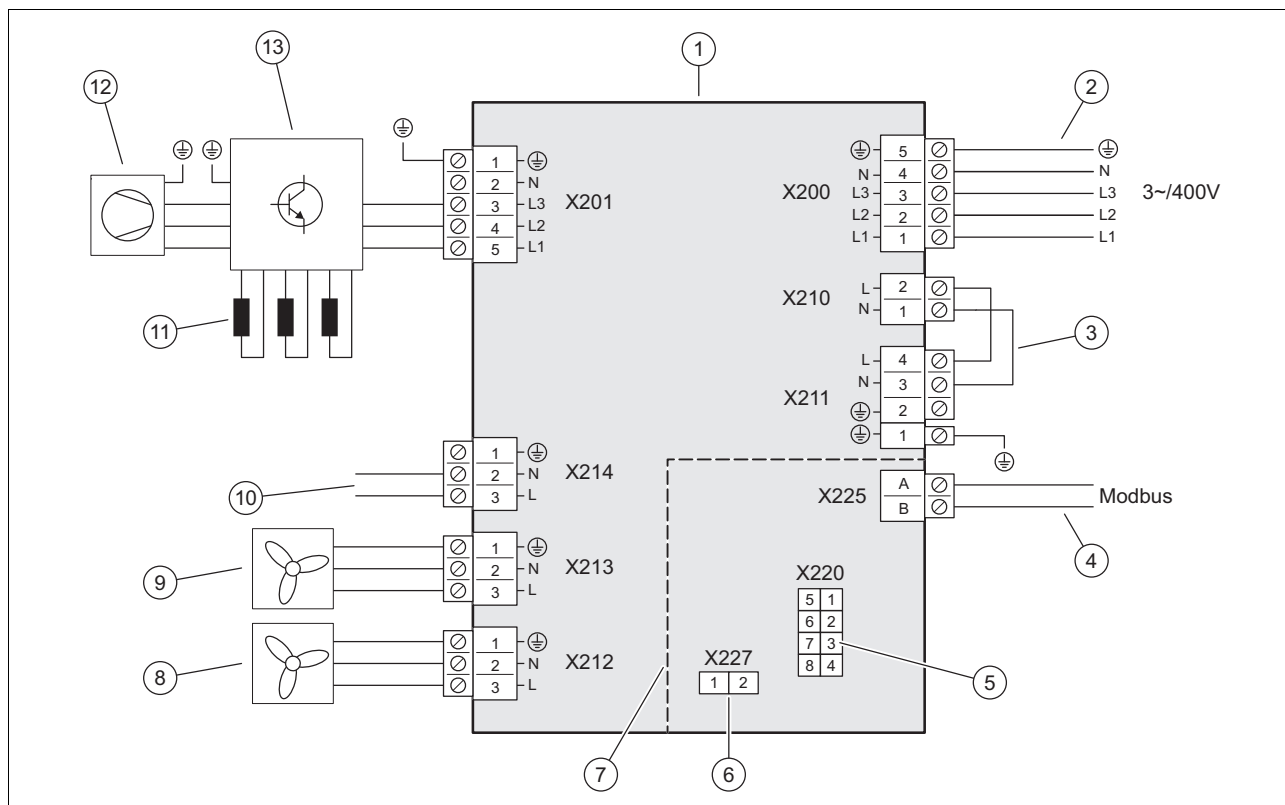 13
1
12
2
1
2 N
3 L3
4 L2
5 L1
X201
X200
5
N 4 N
L3 3 L3
L2 2 L2
L1 1 L1
3~/400V
X210
L 2
N 1
3
11
X211
L 4
N 3
2
1
X214
1
2 N
3 L
10
X225
A
B
Modbus
4
X213
1
2 N
3 L
9
X220
5 1
6 2
7 3
8 4
5
X212
1
2 N
3 L
8
X227
1 2
7
6